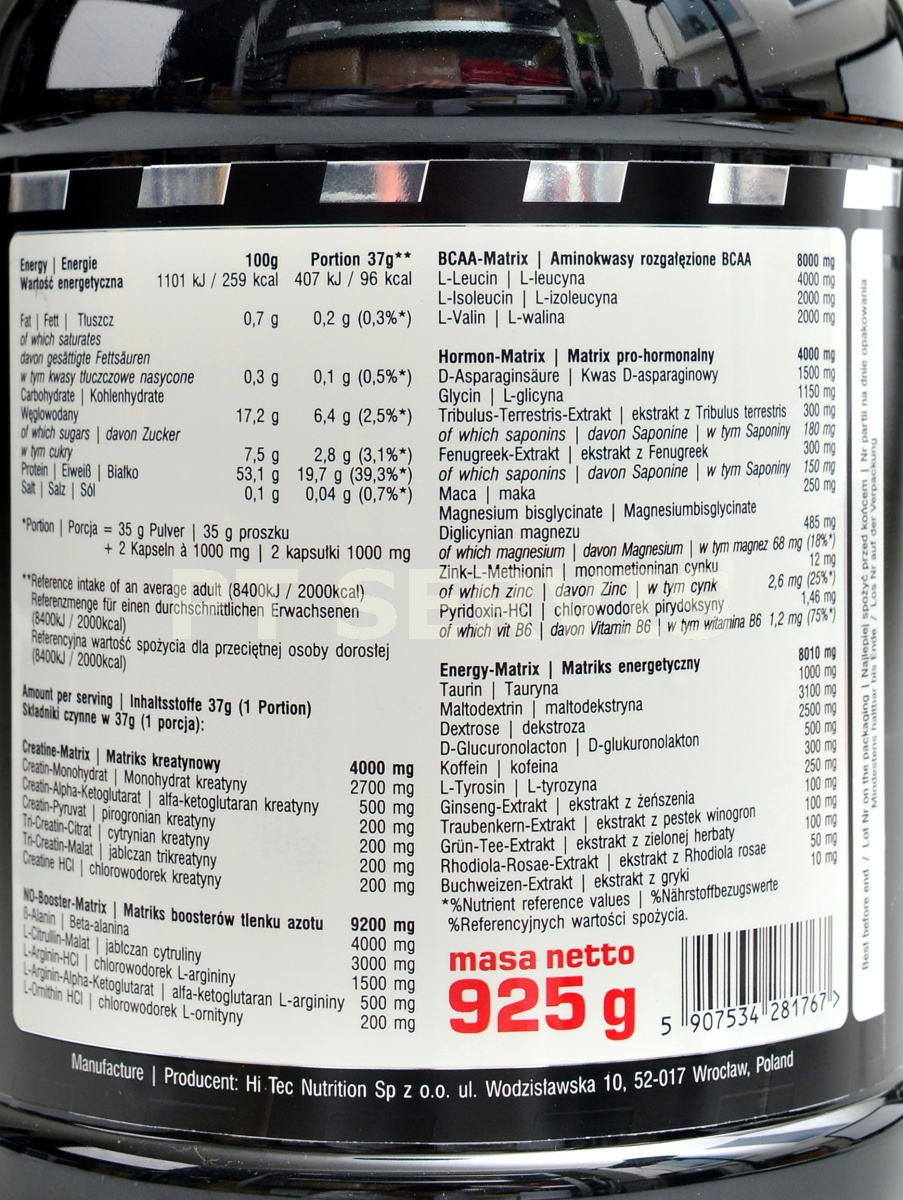 100g Portion 37g**
Energy | Energie
Wartość energetyczna 1101 kJ / 259 kcal 407 kJ / 96 kcal
Fat | Fett | Tłuszcz 0,7 g 0,2 g (0,3%*)
of which saturates
davon gesättigte Fettsäuren
w tym kwasy tłuczczowe nasycone 0,3 g 0,1 g (0,5%*)
Carbohydrate | Kohlenhydrate
Węglowodany 17,2 g 6,4 g (2,5%*)
of which sugars | davon Zucker
w tym cukry 7,5 g 2,8 g (3,1%*)
Protein | Eiweiß | Białko 53,1 g 19,7 g (39,3%*)
Salt | Salz | Sól 0,1 g 0,04 g (0,7%*)
*Portion | Porcja = 35 g Pulver | 35 g proszku
+ 2 Kapseln à 1000 mg | 2 kapsułki 1000 mg
**Reference intake of an average adult (8400kJ / 2000kcal)
Referenzmenge für einen durchschnittlichen Erwachsenen
(8400kJ / 2000kcal)
Referencyjna wartość spożycia dla przeciętnej osoby dorosłej
(8400kJ / 2000kcal)
Amount per serving | Inhaltsstoffe 37g (1 Portion)
Składniki czynne w 37g (1 porcja):
Creatine-Matrix | Matriks kreatynowy 4000 mg
Creatin-Monohydrat | Monohydrat kreatyny 2700 mg
Creatin-Alpha-Ketoglutarat | alfa-ketoglutaran kreatyny 500 mg
Creatin-Pyruvat | pirogronian kreatyny 200 mg
Tri-Creatin-Citrat | cytrynian kreatyny 200 mg
Tri-Creatin-Malat | jabłczan trikreatyny 200 mg
Creatine HCl | chlorowodorek kreatyny 200 mg
NO-Booster-Matrix | Matriks boosterów tlenku azotu 9200 mg
ß-Alanin | Beta-alanina 4000 mg
L-Citrullin-Malat | jabłczan cytruliny 3000 mg
L-Arginin-HCl | chlorowodorek L-argininy 1500 mg
L-Arginin-Alpha-Ketoglutarat | alfa-ketoglutaran L-argininy 500 mg
L-Ornithin HCl | chlorowodorek L-ornityny 200 mg
BCAA-Matrix | Aminokwasy rozgałęzione BCAA 8000 mg
L-Leucin | L-leucyna 4000 mg
L-Isoleucin | L-izoleucyna 2000 mg
L-Valin | L-walina 2000 mg
Hormon-Matrix | Matrix pro-hormonalny 4000 mg
D-Asparaginsäure | Kwas D-asparaginowy 1500 mg
Glycin | L-glicyna 1150 mg
Tribulus-Terrestris-Extrakt | ekstrakt z Tribulus terrestris 300 mg
of which saponins | davon Saponine | w tym Saponiny 180 mg
Fenugreek-Extrakt | ekstrakt z Fenugreek 300 mg
of which saponins | davon Saponine | w tym Saponiny 150 mg
Maca | maka 250 mg
Magnesium bisglycinate | Magnesiumbisglycinate
Diglicynian magnezu 485 mg
of which magnesium | davon Magnesium | w tym magnez 68 mg (18%*)
Zink-L-Methionin | monometioninan cynku 12 mg
of which zinc | davon Zinc | w tym cynk 2,6 mg (25%*)
Pyridoxin-HCl | chlorowodorek pirydoksyny 1,46 mg
of which vit B6 | davon Vitamin B6 | w tym witamina B6 1,2 mg (75%*)
Energy-Matrix | Matriks energetyczny 8010 mg
Taurin | Tauryna 1000 mg
Maltodextrin | maltodekstryna 3100 mg
Dextrose | dekstroza 2500 mg
D-Glucuronolacton | D-glukuronolakton 500 mg
Koffein | kofeina 300 mg
L-Tyrosin | L-tyrozyna 250 mg
Ginseng-Extrakt | ekstrakt z żeńszenia 100 mg
Traubenkern-Extrakt | ekstrakt z pestek winogron 100 mg
Grün-Tee-Extrakt | ekstrakt z zielonej herbaty 100 mg
Rhodiola-Rosae-Extrakt | ekstrakt z Rhodiola rosae 50 mg
Buchweizen-Extrakt | ekstrakt z gryki 10 mg
*%Nutrient reference values | %Nährstoffbezugswerte
%Referencyjnych wartości spożycia.
masa netto
925 g
5 907534 281767 >
Best before end / Lot Nr on the packaging | Najlepiej spożyć przed końcem | Nr partii na dnie opakowania
Mindestens haltbar bis Ende / Los Nr auf der Verpackung
Manufacture | Producent: Hi Tec Nutrition Sp z o.o. ul. Wodzisławska 10, 52-017 Wrocław, Poland